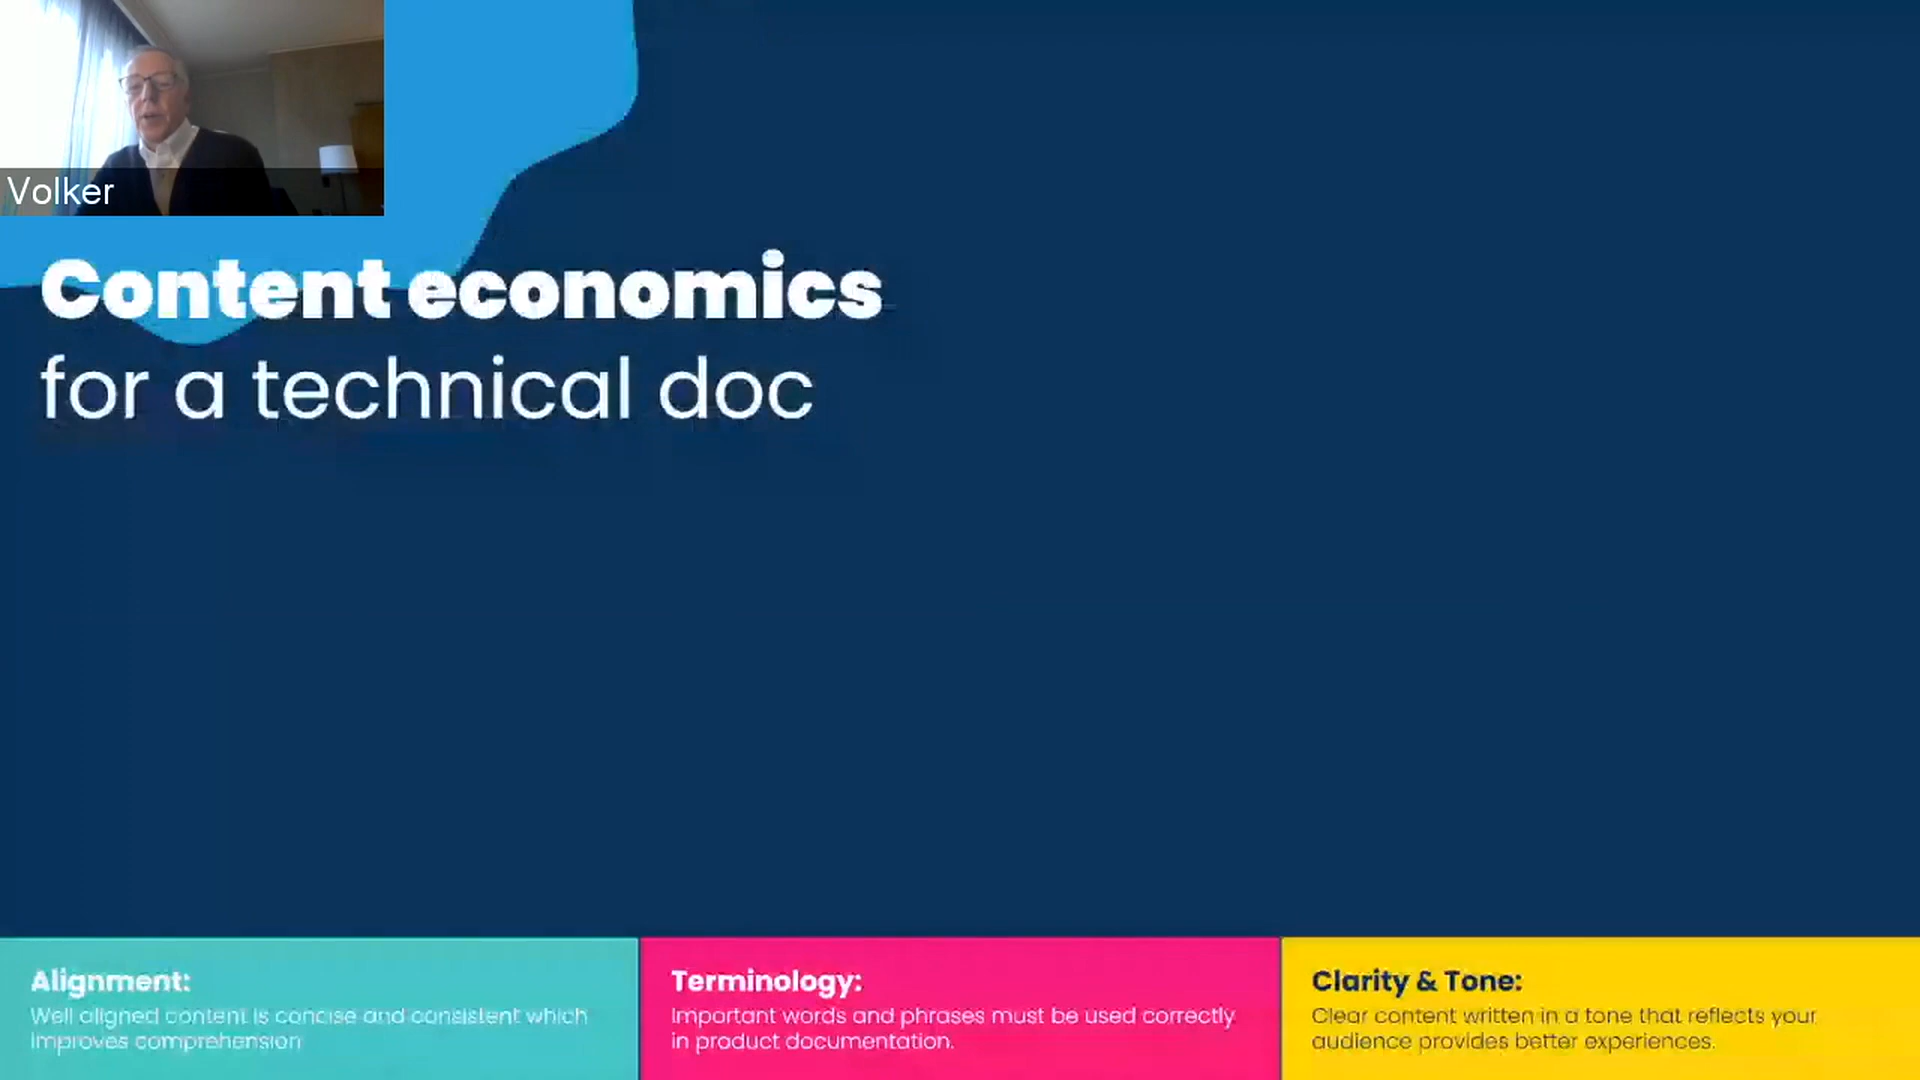 Volker
Content economics
for a technical doc
Alignment:
Well aligned content is concise and consistent which
improves comprehension
Terminology:
Important words and phrases must be used correctly
in product documentation.
Clarity & Tone:
Clear content written in a tone that reflects your
audience provides better experiences.